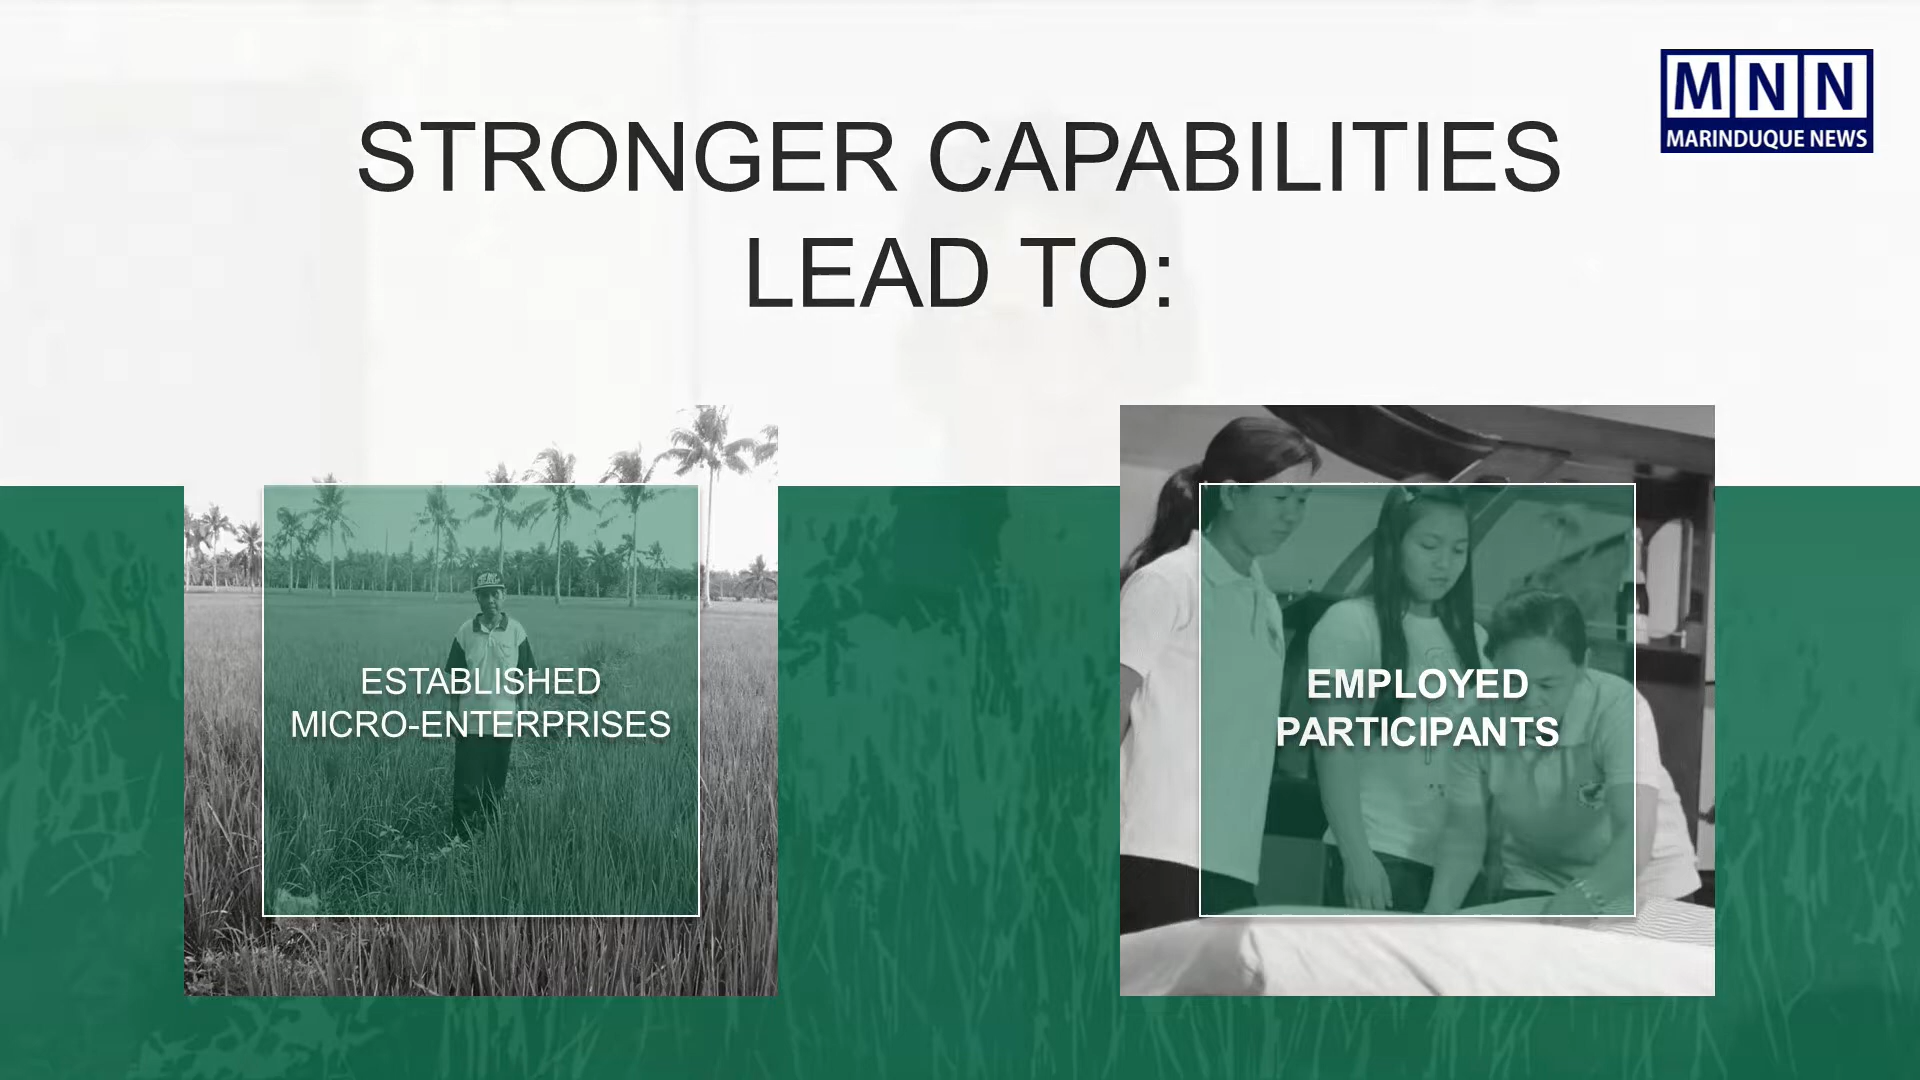 STRONGER CAPABILITIES
LEAD TO:
MNN
MARINDUQUE NEWS
ESTABLISHED
MICRO-ENTERPRISES
EMPLOYED
PARTICIPANTS